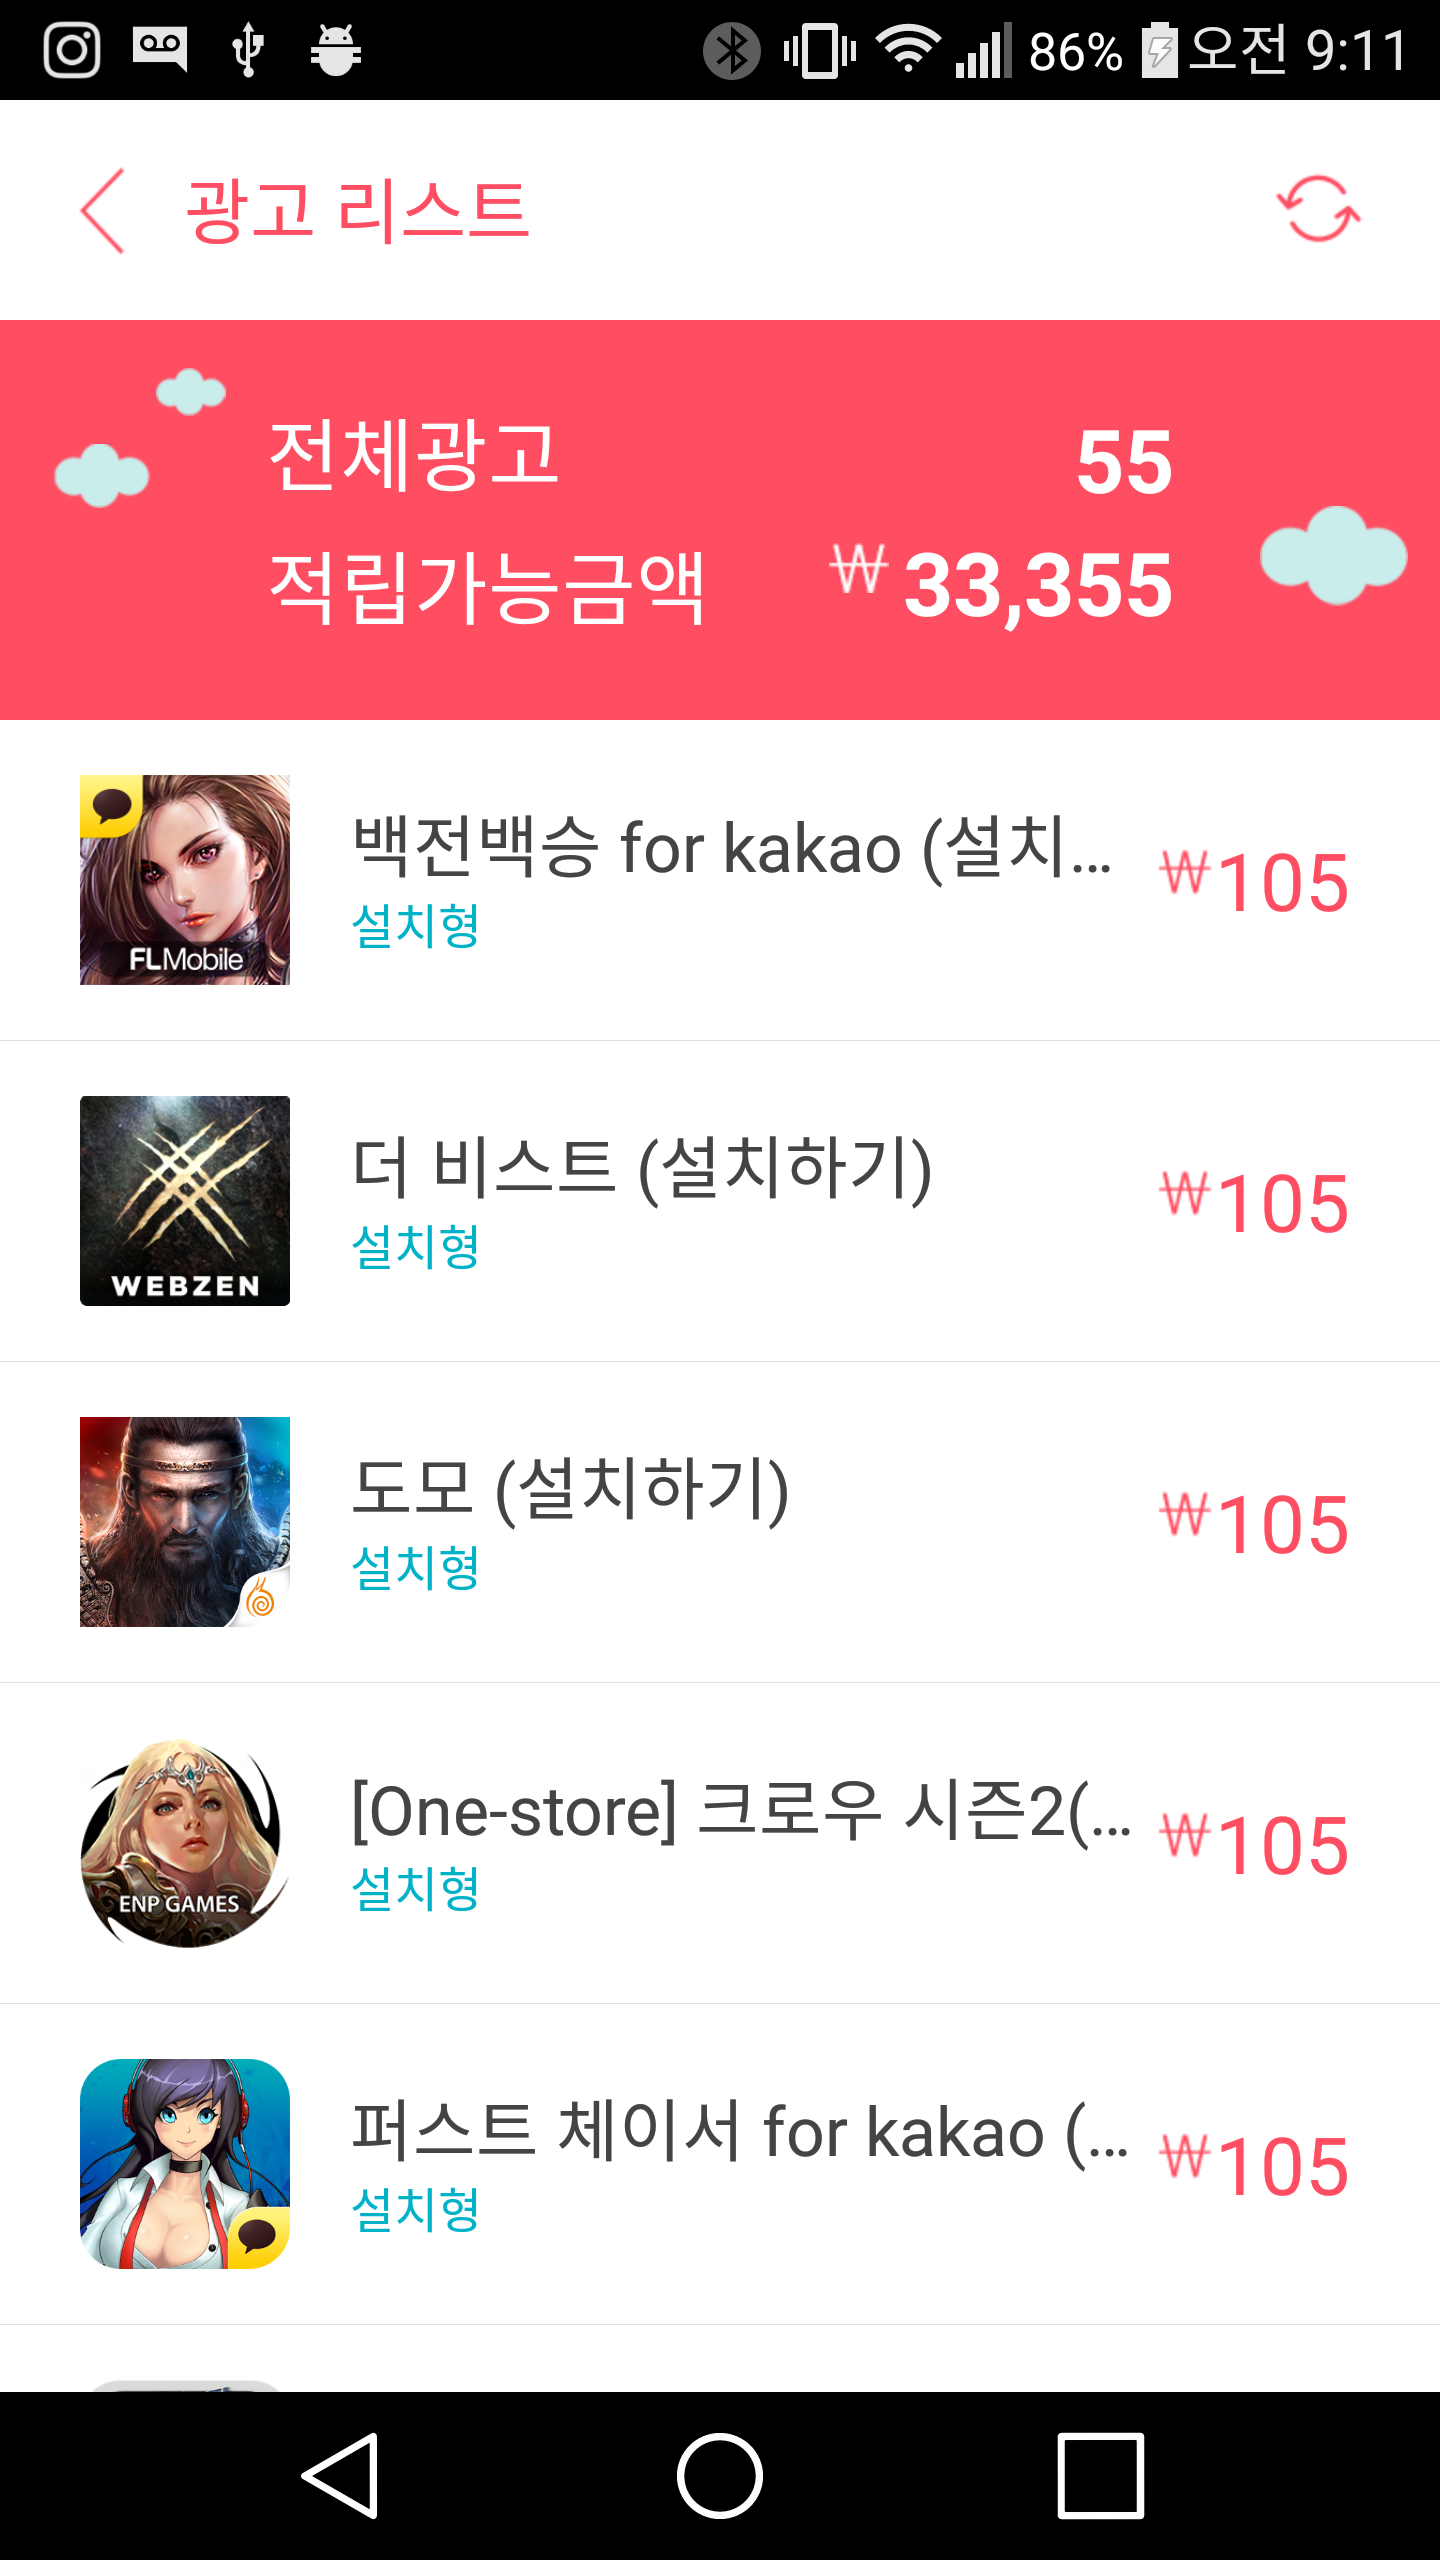 86% 오전 9:11
광고 리스트
전체광고 55
적립가능금액 ₩ 33,355
FLMobile
백전백승 for kakao (설치... ₩105
설치형
WEBZEN
더 비스트 (설치하기) ₩105
설치형
도모 (설치하기) ₩105
설치형
ENP GAMES
[One-store] 크로우 시즌2(... ₩105
설치형
퍼스트 체이서 for kakao (... ₩105
설치형